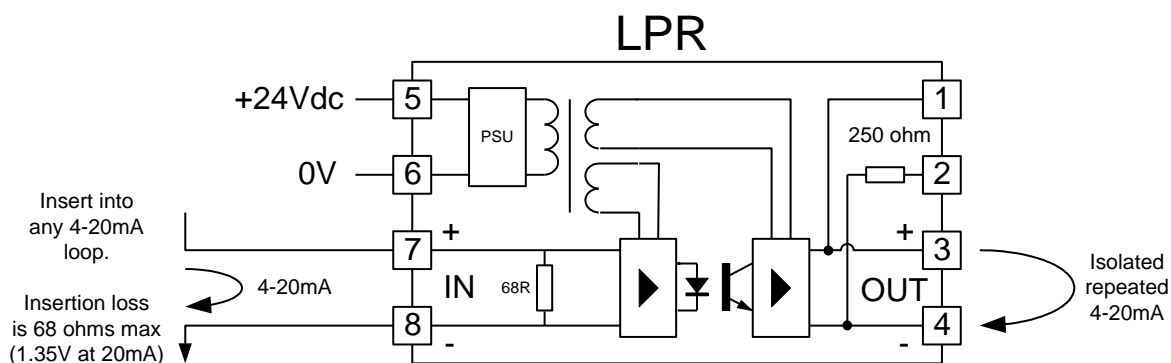 LPR
+24Vdc
5
PSU
1
250 ohm
0V
6
2
Insert into
any 4-20mA
loop.
7
+
+
3
4-20mA
IN
68R
OUT
Isolated
repeated
4-20mA
Insertion loss
is 68 ohms max
(1.35V at 20mA)
8
-
-
4